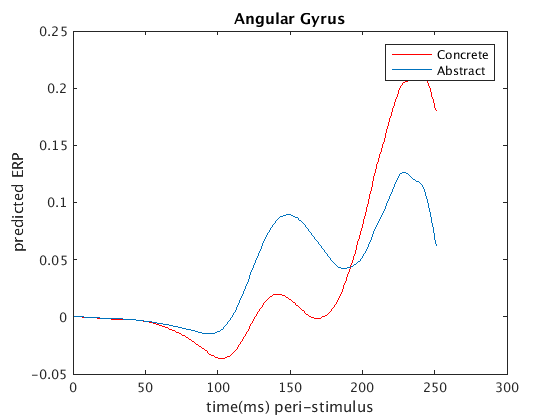 Angular Gyrus
0.25
0.2
0.15
0.1
0.05
0
-0.05
predicted ERP
Concrete
Abstract
0 50 100 150 200 250 300
time(ms) peri-stimulus